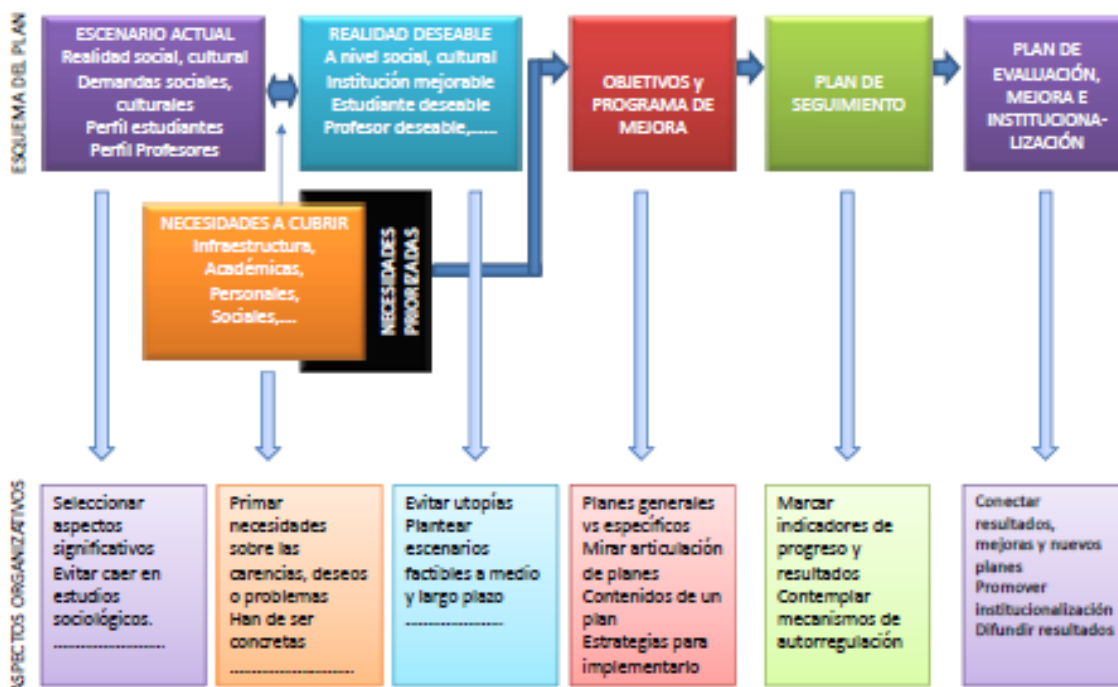 ESQUEMA DEL PLAN
ESCENARIO ACTUAL
Realidad social, cultural
Demandas sociales,
culturales
Perfil estudiantes
Perfil Profesores
REALIDAD DESEABLE
A nivel social, cultural
Institución mejorable
Estudiante deseable
Profesor deseable,......
OBJETIVOS y
PROGRAMA DE
MEJORA
PLAN DE
SEGUIMIENTO
PLAN DE
EVALUACIÓN,
MEJORA E
INSTITUCIONA-
LIZACIÓN
NECESIDADES A CUBRIR
Infraestructura,
Académicas,
Personales,
Sociales,....
NECESIDADES
PRIORIZADAS
ASPECTOS ORGANIZATIVOS
Seleccionar
aspectos
significativos
Evitar caer en
estudios
sociológicos.
..........................
Primar
necesidades
sobre las
carencias, deseos
o problemas
Han de ser
concretas
.............................
Evitar utopías
Plantear
escenarios
factibles a medio
y largo plazo
.......................
Planes generales
vs específicos
Mirar articulación
de planes
Contenidos de un
plan
Estrategias para
implementarlo
Marcar
indicadores de
progreso y
resultados
Contemplar
mecanismos de
autorregulación
Conectar
resultados,
mejoras y nuevos
planes
Promover
institucionalización
Difundir resultados